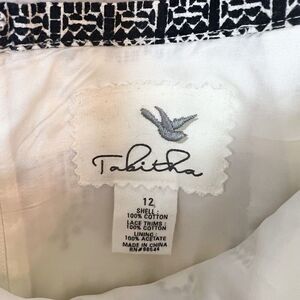 Tabitha
12
SHELL:
100% COTTON
LACE TRIMS:
100% COTTON
LINING:
100% ACETATE
MADE IN CHINA